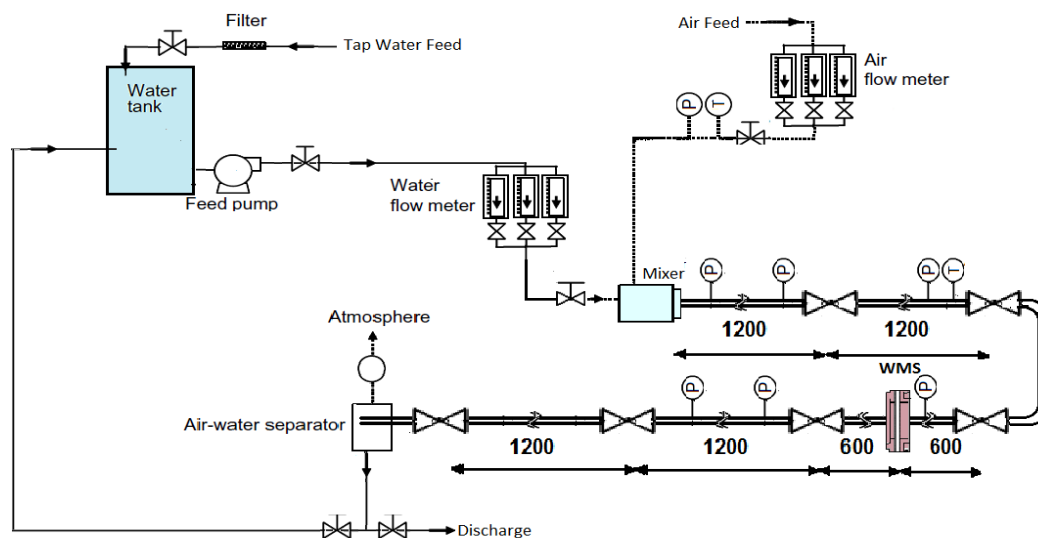 Filter
Tap Water Feed
Air Feed
Water
tank
Air
flow meter
P
T
Feed pump
Water
flow meter
Mixer
P
P
P
T
1200
1200
Atmosphere
WMS
P
P
P
Air-water separator
1200
1200
600
600
Discharge